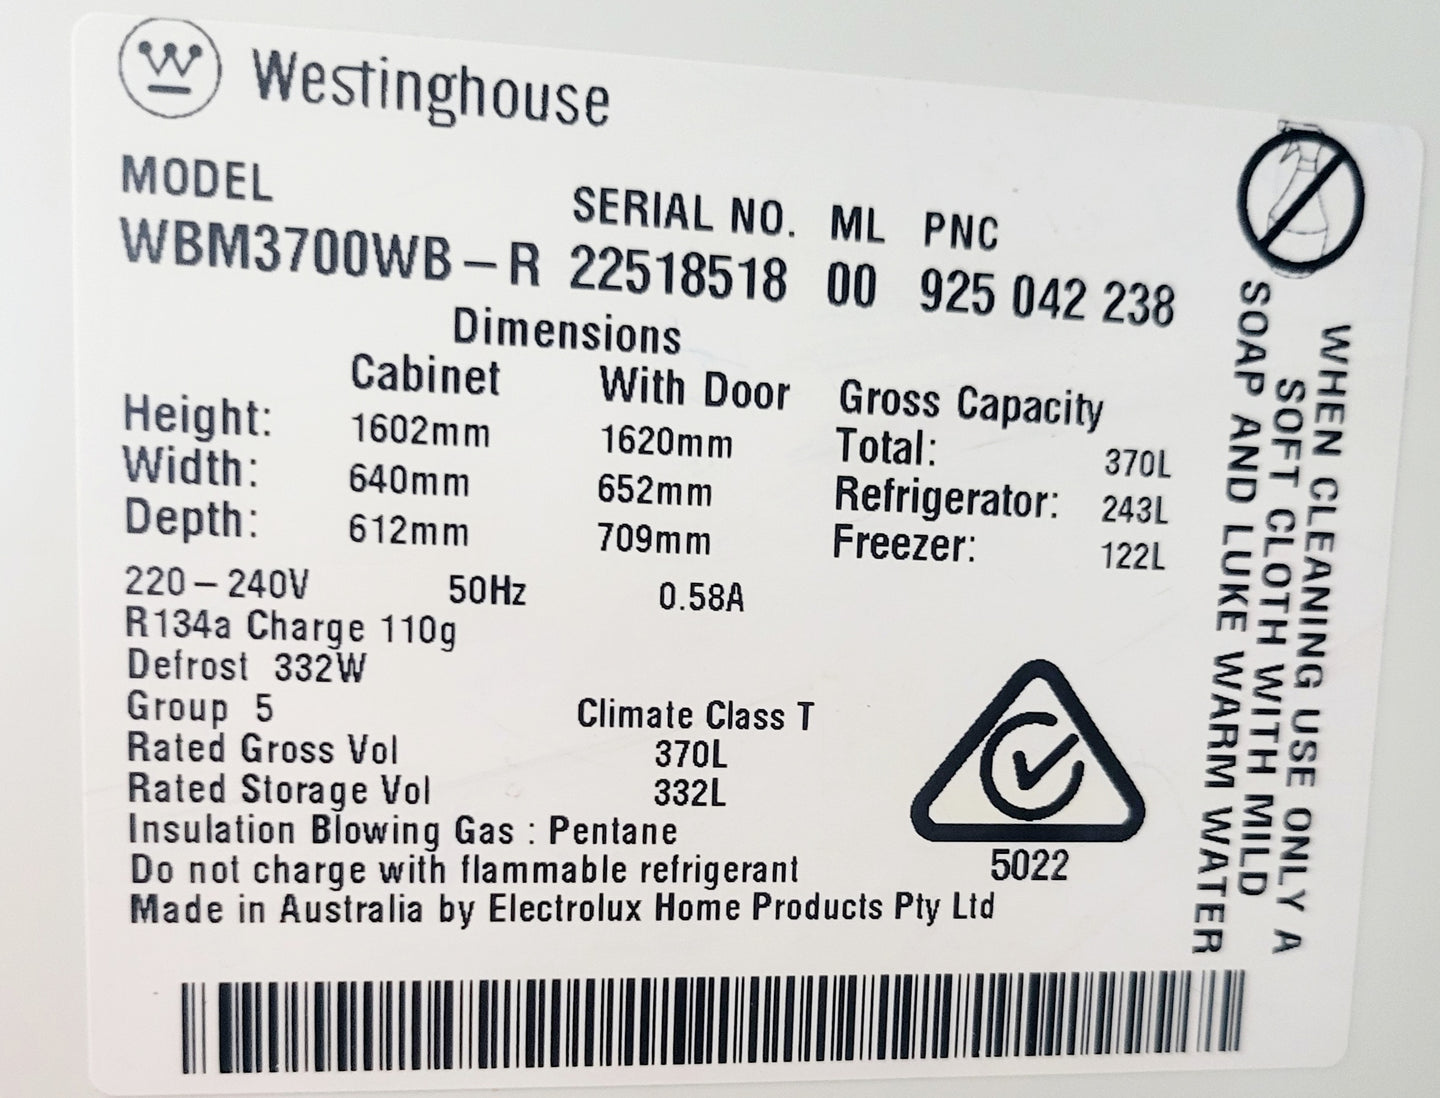 Westinghouse
MODEL SERIAL NO. ML PNC
WBM3700WB–R 22518518 00 925 042 238
Dimensions
Cabinet With Door Gross Capacity
Height: 1602mm 1620mm Total: 370L
Width: 640mm 652mm Refrigerator: 243L
Depth: 612mm 709mm Freezer: 122L
220–240V 50Hz 0.58A
R134a Charge 110g
Defrost 332W
Group 5 Climate Class T
Rated Gross Vol 370L
Rated Storage Vol 332L
Insulation Blowing Gas : Pentane
Do not charge with flammable refrigerant
Made in Australia by Electrolux Home Products Pty Ltd
5022
WHEN CLEANING USE ONLY A
SOFT CLOTH WITH MILD
SOAP AND LUKE WARM WATER